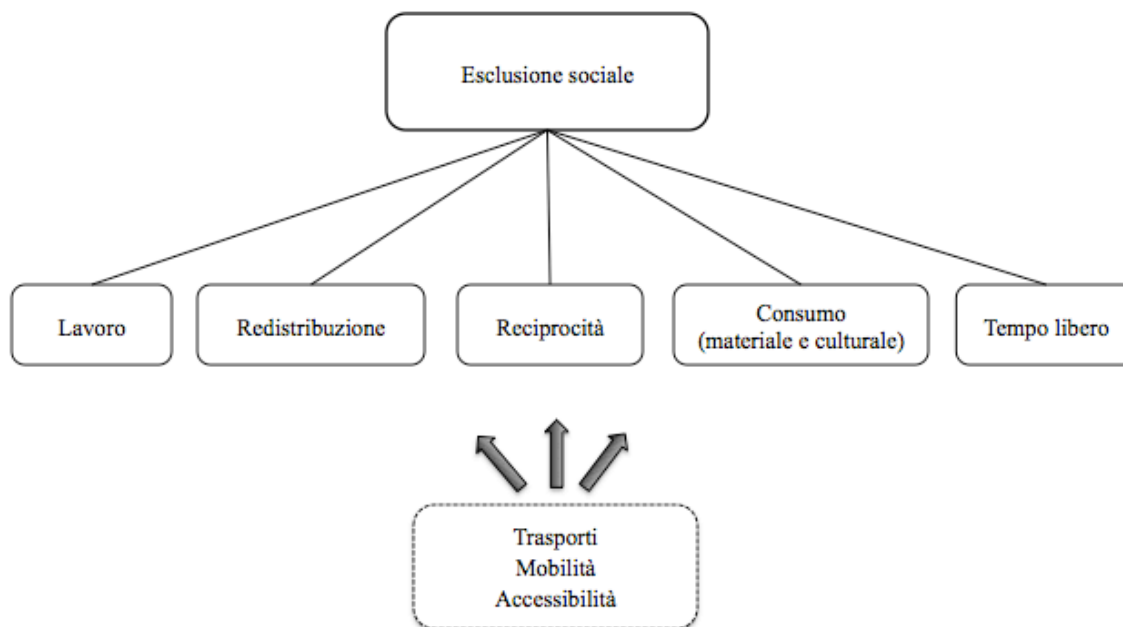 Esclusione sociale
Lavoro
Redistribuzione
Reciprocità
Consumo
(materiale e culturale)
Tempo libero
Trasporti
Mobilità
Accessibilità